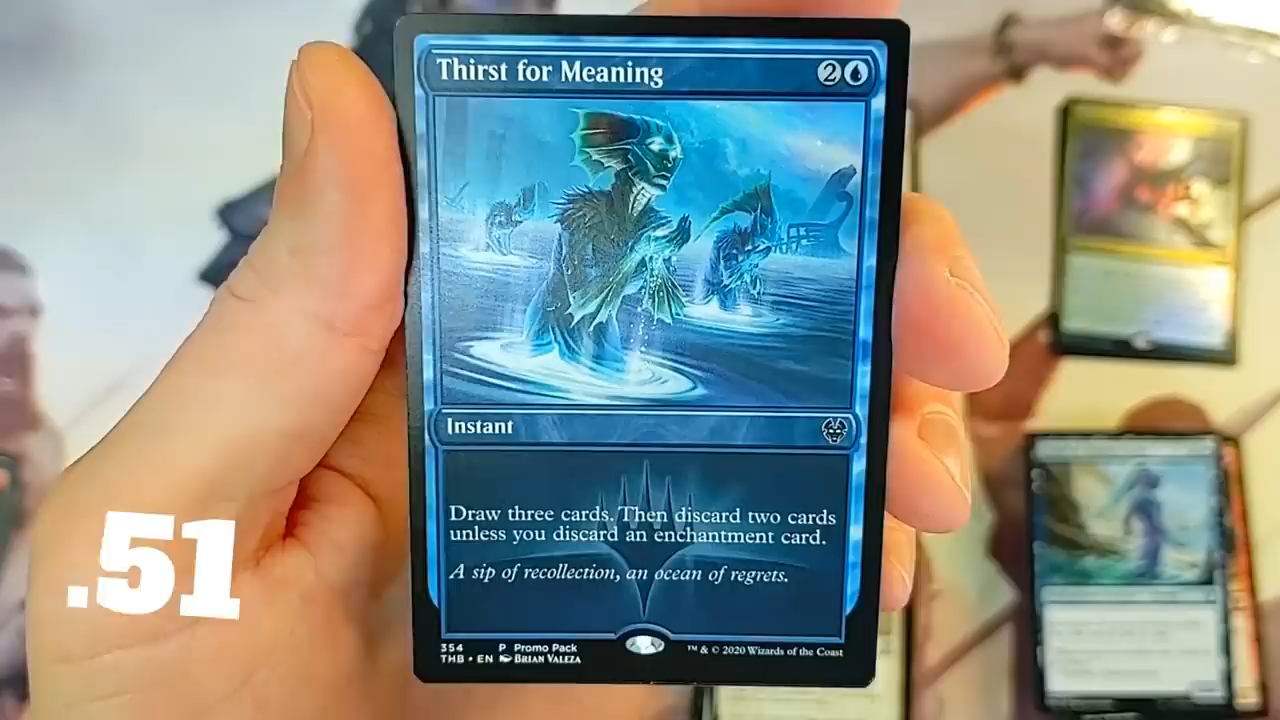 Thirst for Meaning
2
Instant
Draw three cards. Then discard two cards
unless you discard an enchantment card.
A sip of recollection, an ocean of regrets.
.51
354 P Promo Pack
THB • EN Brian Valeza
™ & © 2020 Wizards of the Coast